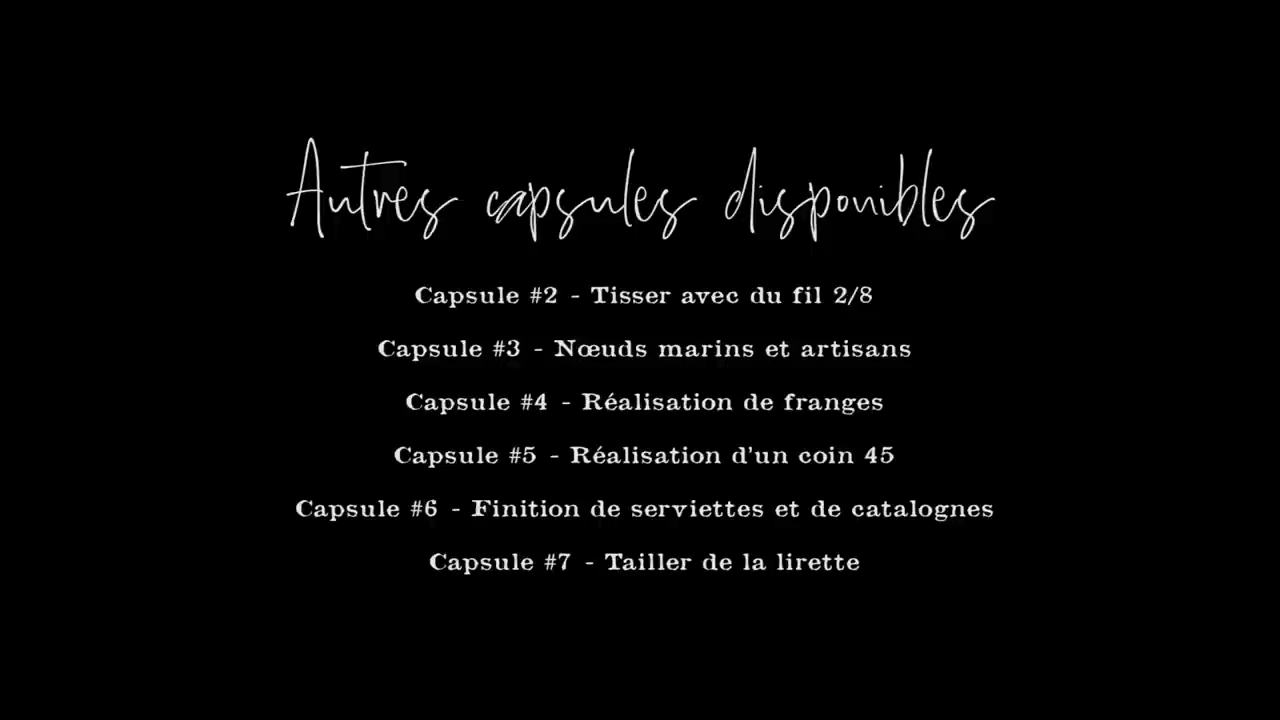 Autres capsules disponibles
Capsule #2 - Tisser avec du fil 2/8
Capsule #3 - Nœuds marins et artisans
Capsule #4 - Réalisation de franges
Capsule #5 - Réalisation d'un coin 45
Capsule #6 - Finition de serviettes et de catalognes
Capsule #7 - Tailler de la lirette